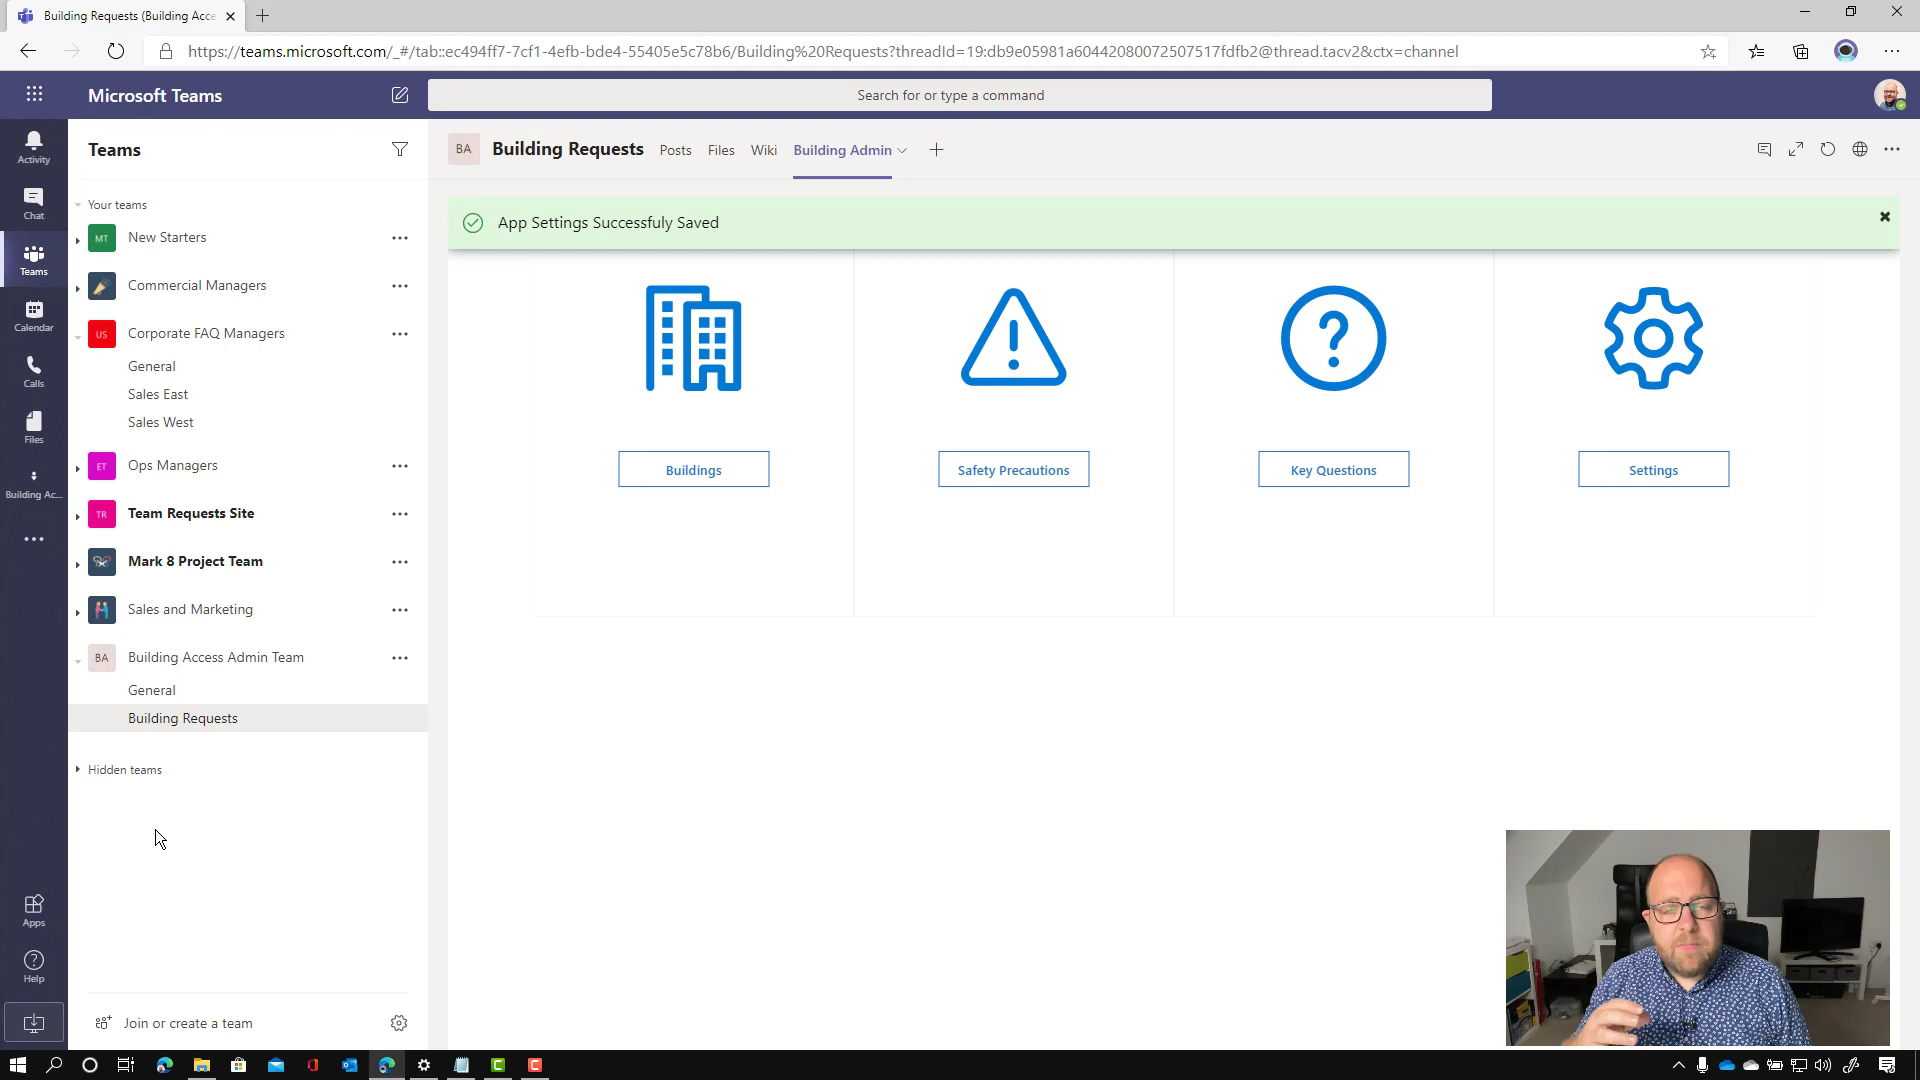 Building Requests (Building Acce
https://teams.microsoft.com/_#/tab::ec494ff7-7cf1-4efb-bde4-55405e5c78b6/Building%20Requests?threadId=19:db9e05981a60442080072507517fdfb2@thread.tacv2&ctx=channel
Microsoft Teams
Search for or type a command
Activity
Chat
Teams
Calendar
Calls
Files
Building Ac...
Apps
Help
Teams
Your teams
MT New Starters
Commercial Managers
US Corporate FAQ Managers
General
Sales East
Sales West
ET Ops Managers
TR Team Requests Site
Mark 8 Project Team
Sales and Marketing
BA Building Access Admin Team
General
Building Requests
Hidden teams
Join or create a team
BA Building Requests Posts Files Wiki Building Admin
App Settings Successfuly Saved
Buildings Safety Precautions Key Questions Settings